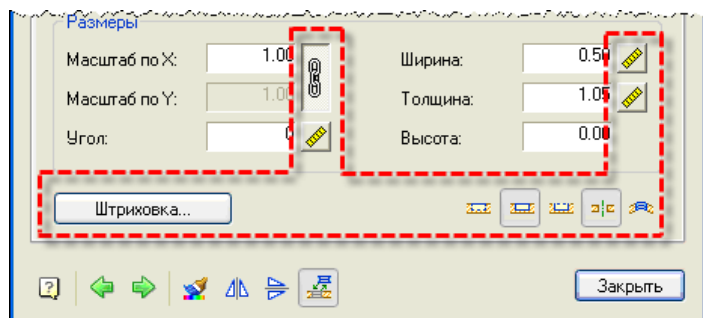 Размеры
Масштаб по X: 1.00 Ширина: 0.50
Масштаб по Y: 1.00 Толщина: 1.05
Угол: 0 Высота: 0.00
Штриховка...
Закрыть